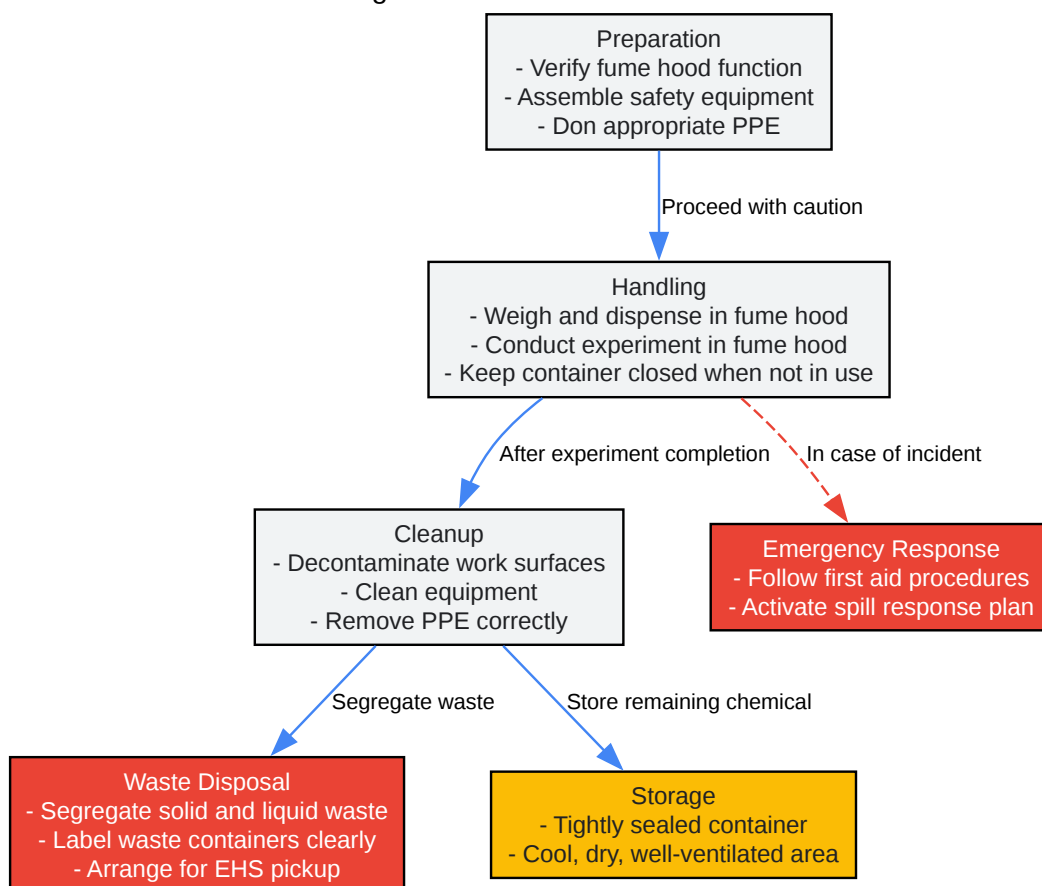 Preparation
- Verify fume hood function
- Assemble safety equipment
- Don appropriate PPE
Proceed with caution
Handling
- Weigh and dispense in fume hood
- Conduct experiment in fume hood
- Keep container closed when not in use
After experiment completion
In case of incident
Cleanup
- Decontaminate work surfaces
- Clean equipment
- Remove PPE correctly
Emergency Response
- Follow first aid procedures
- Activate spill response plan
Segregate waste
Store remaining chemical
Waste Disposal
- Segregate solid and liquid waste
- Label waste containers clearly
- Arrange for EHS pickup
Storage
- Tightly sealed container
- Cool, dry, well-ventilated area